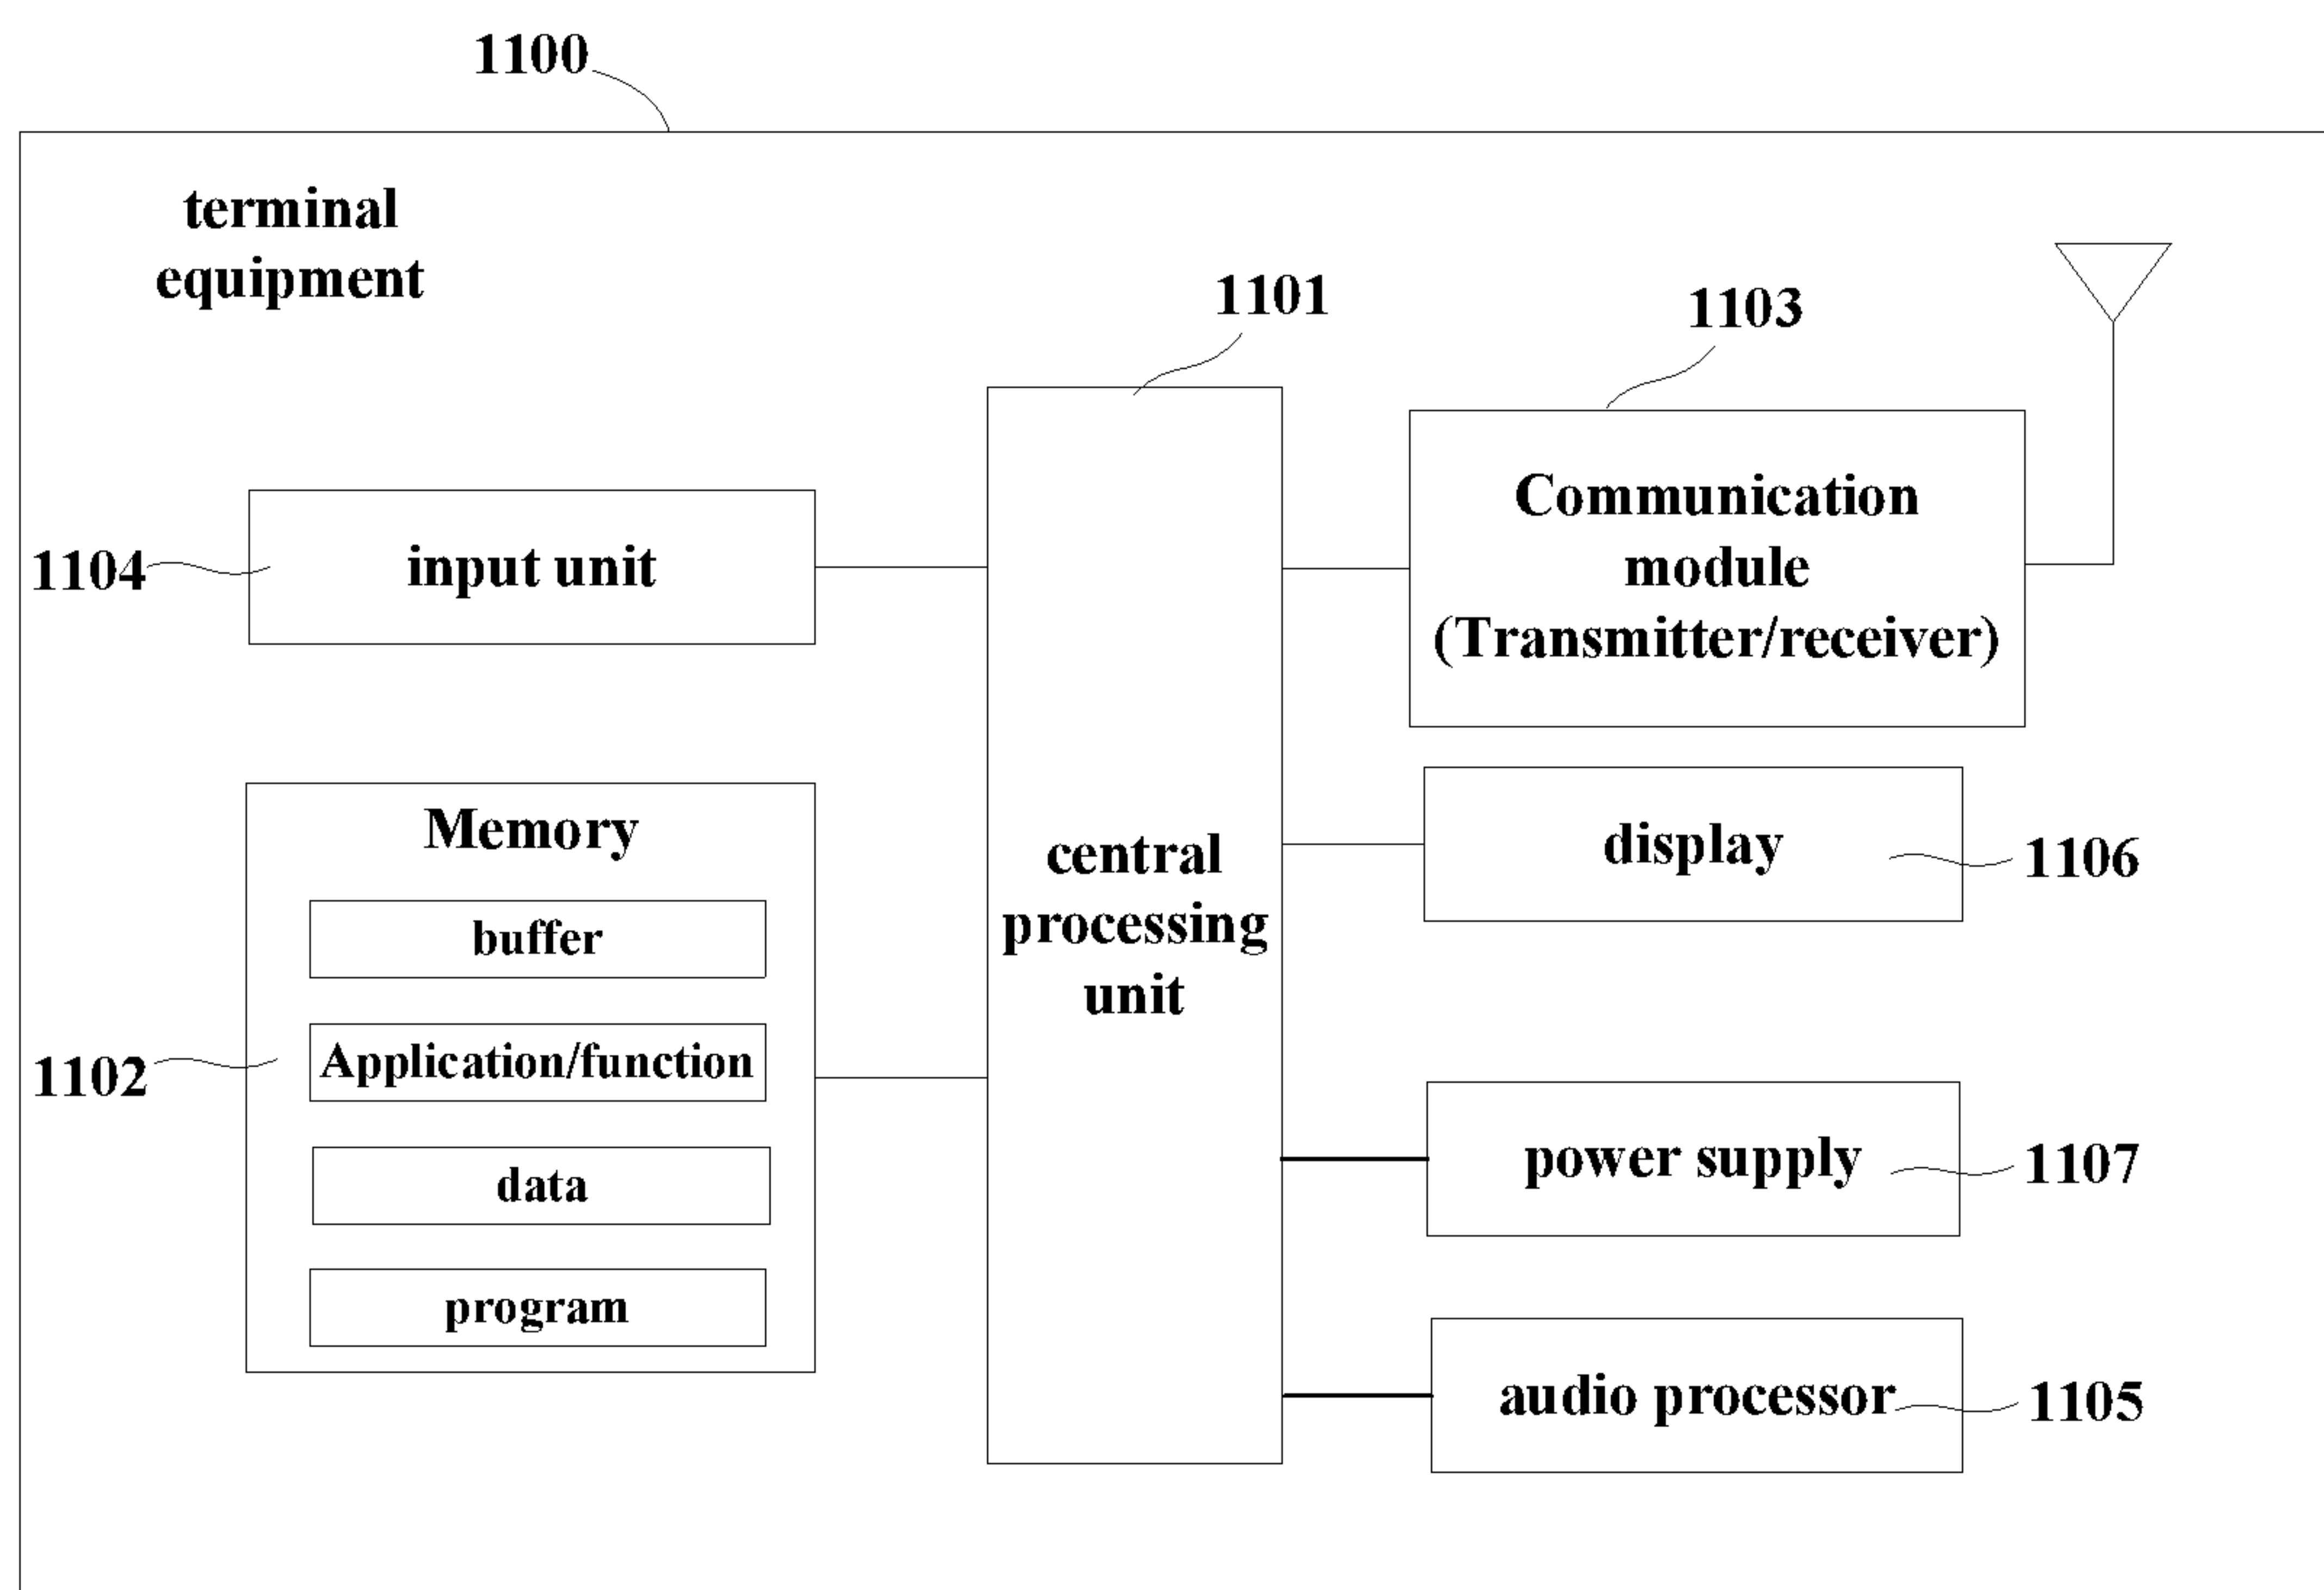 1100
terminal
equipment
1101
1103
1104
input unit
Communication
module
(Transmitter/receiver)
Memory
buffer
Application/function
data
program
1102
central
processing
unit
display
1106
power supply
1107
audio processor
1105